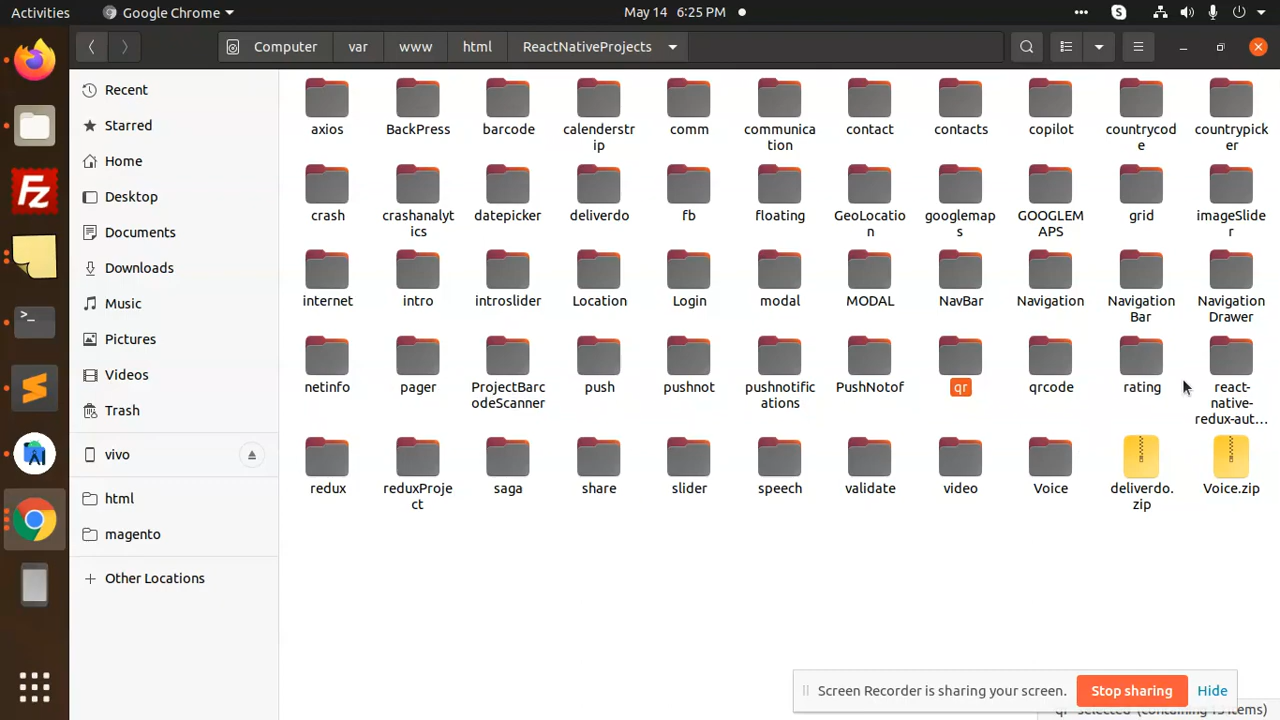 Activities
Google Chrome
May 14 6:25 PM
Computer
var
www
html
ReactNativeProjects
Recent
Starred
Home
Desktop
Documents
Downloads
Music
Pictures
Videos
Trash
vivo
html
magento
Other Locations
axios
BackPress
barcode
calenderstr
ip
comm
communica
tion
contact
contacts
copilot
countrycod
e
countrypick
er
crash
crashanalyt
ics
datepicker
deliverdo
fb
floating
GeoLocatio
n
googlemap
s
GOOGLEM
APS
grid
imageSlide
r
internet
intro
introslider
Location
Login
modal
MODAL
NavBar
Navigation
Navigation
Bar
Navigation
Drawer
netinfo
pager
ProjectBarc
odeScanner
push
pushnot
pushnotific
ations
PushNotof
qr
qrcode
rating
react-
native-
redux-aut...
redux
reduxProje
ct
saga
share
slider
speech
validate
video
Voice
deliverdo.
zip
Voice.zip
Screen Recorder is sharing your screen.
Stop sharing
Hide